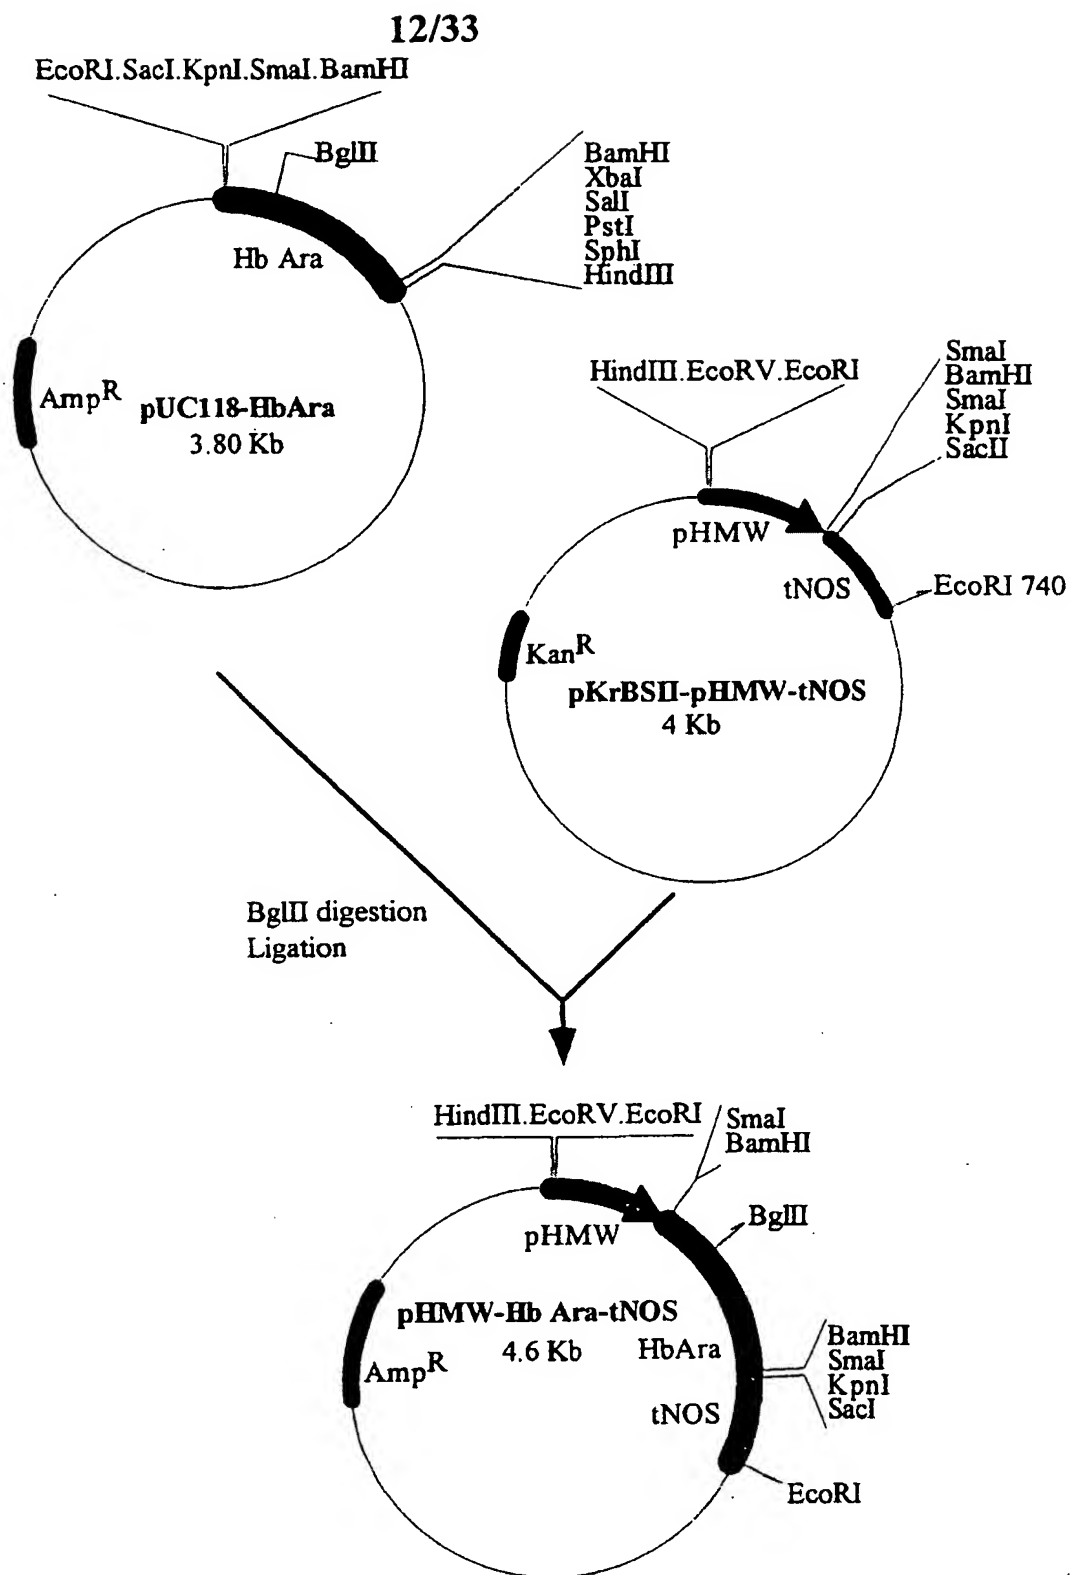 12/33
EcoRI.SacI.KpnI.SmaI.BamHI
BglII
BamHI
XbaI
SalI
PstI
SphI
HindIII
Hb Ara
AmpR
pUC118-HbAra
3.80 Kb
HindIII.EcoRV.EcoRI
SmaI
BamHI
SmaI
KpnI
SacII
pHMW
tNOS
EcoRI 740
KanR
pKrBSII-pHMW-tNOS
4 Kb
BglII digestion
Ligation
HindIII.EcoRV.EcoRI
SmaI
BamHI
BglII
pHMW
pHMW-Hb Ara-tNOS
4.6 Kb
HbAra
AmpR
tNOS
BamHI
SmaI
KpnI
SacI
EcoRI